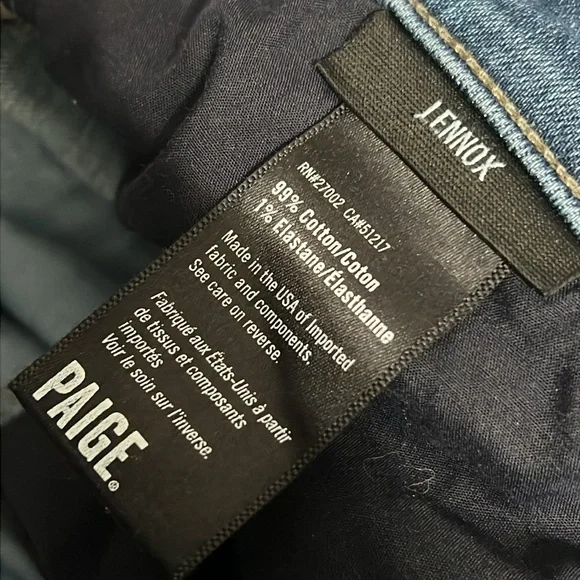 LENNOX
RN#27002 CA#51217
99% Cotton/Coton
1% Elastane/Élasthanne
Made in the USA of Imported
fabric and components.
See care on reverse.
Fabriqué aux États-Unis à partir
de tissus et composants
importés
Voir le soin sur l'inverse.
PAIGE®